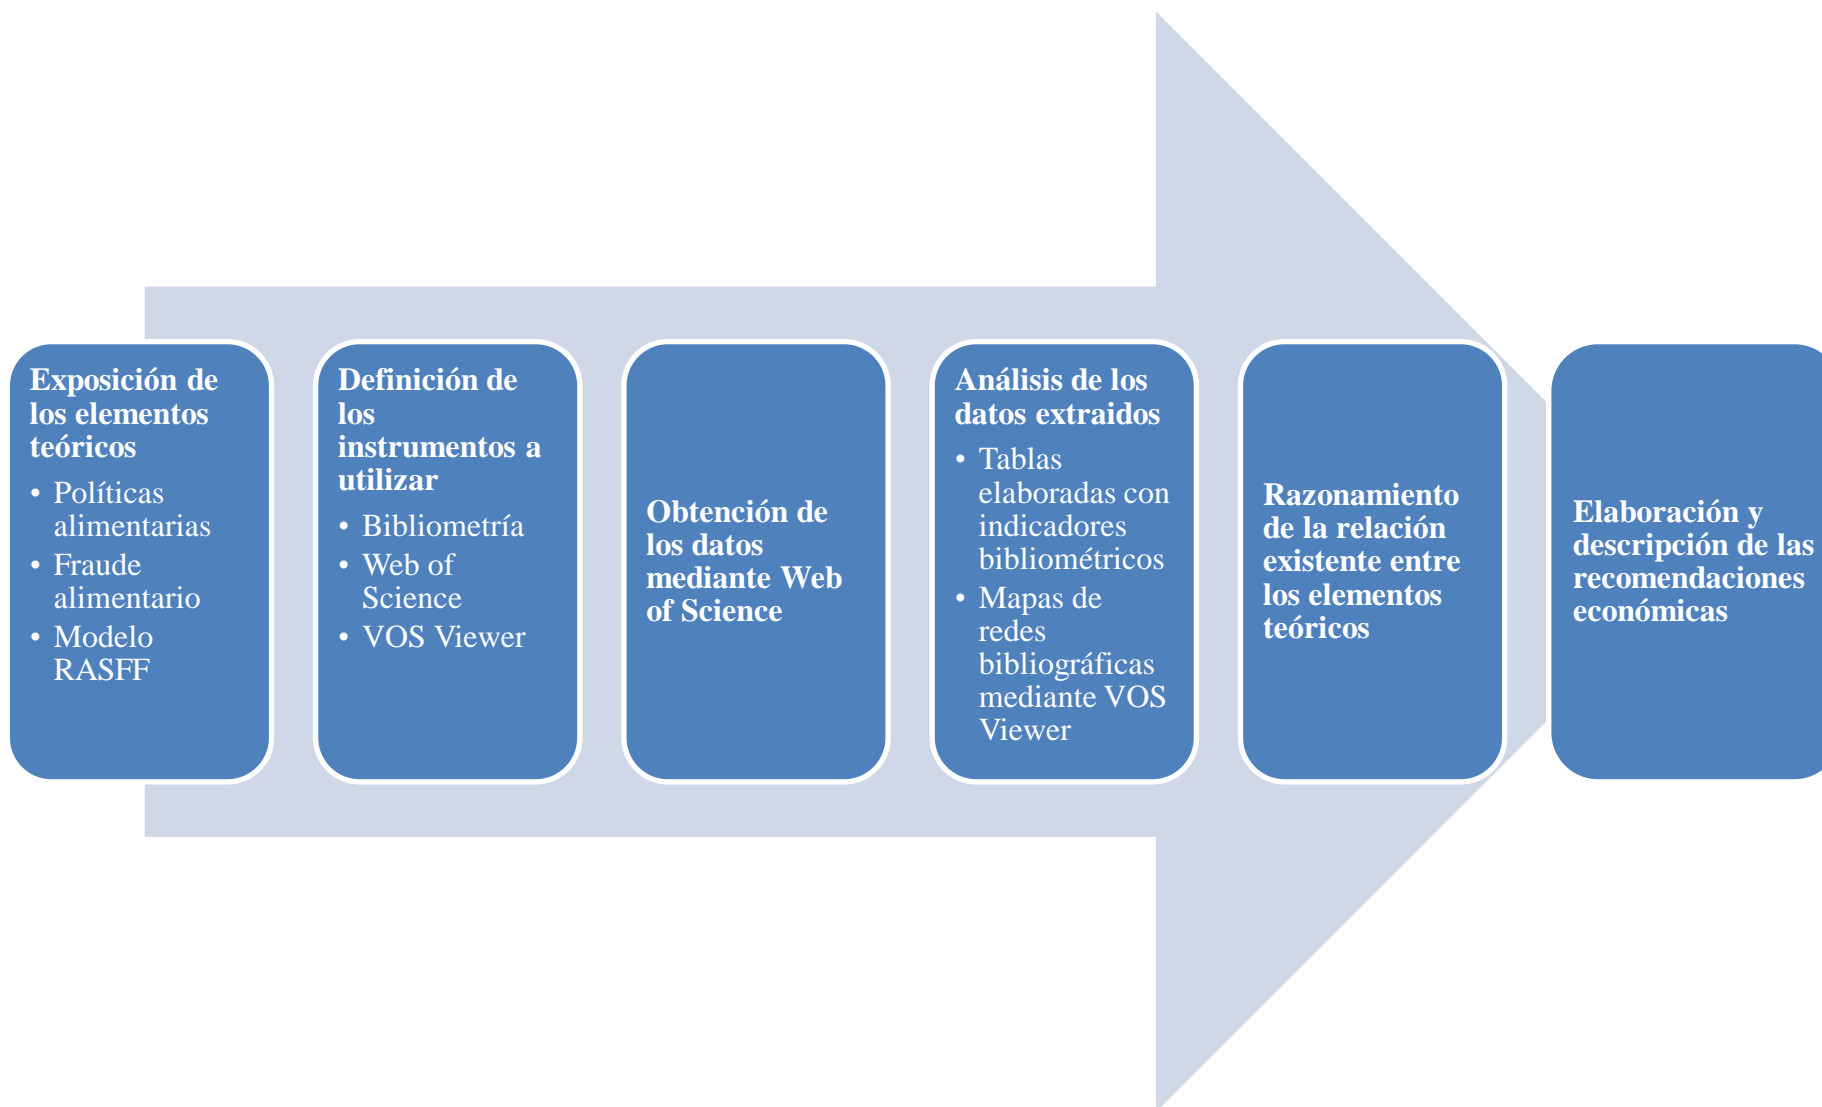 Exposición de
los elementos
teóricos
• Políticas
alimentarias
• Fraude
alimentario
• Modelo
RASFF
Definición de
los
instrumentos a
utilizar
• Bibliometría
• Web of
Science
• VOS Viewer
Obtención de
los datos
mediante Web
of Science
Análisis de los
datos extraidos
• Tablas
elaboradas con
indicadores
bibliométricos
• Mapas de
redes
bibliográficas
mediante VOS
Viewer
Razonamiento
de la relación
existente entre
los elementos
teóricos
Elaboración y
descripción de las
recomendaciones
económicas